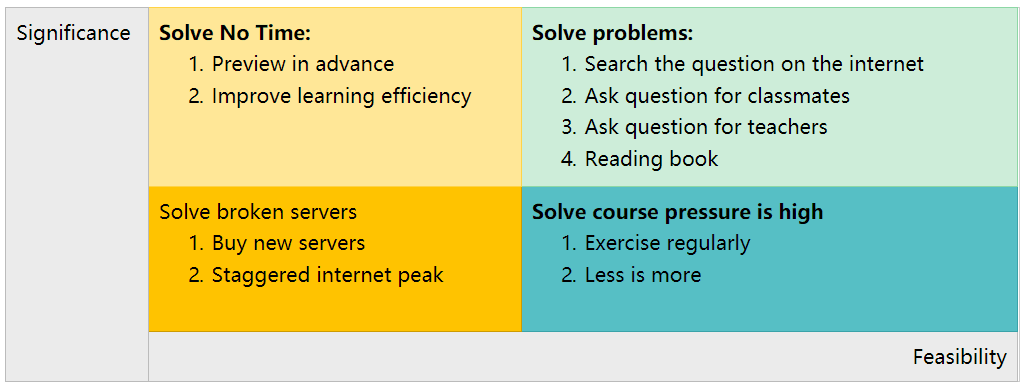 Significance
Solve No Time:
1. Preview in advance
2. Improve learning efficiency
Solve problems:
1. Search the question on the internet
2. Ask question for classmates
3. Ask question for teachers
4. Reading book
Solve broken servers
1. Buy new servers
2. Staggered internet peak
Solve course pressure is high
1. Exercise regularly
2. Less is more
Feasibility